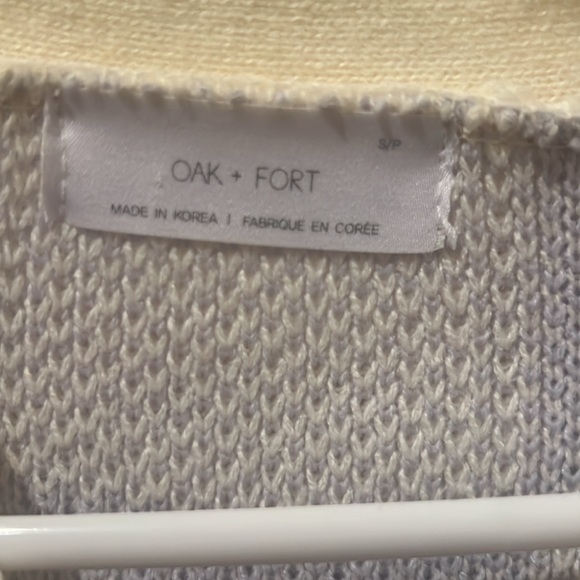 S/P
OAK + FORT
MADE IN KOREA I FABRIQUE EN CORÉE